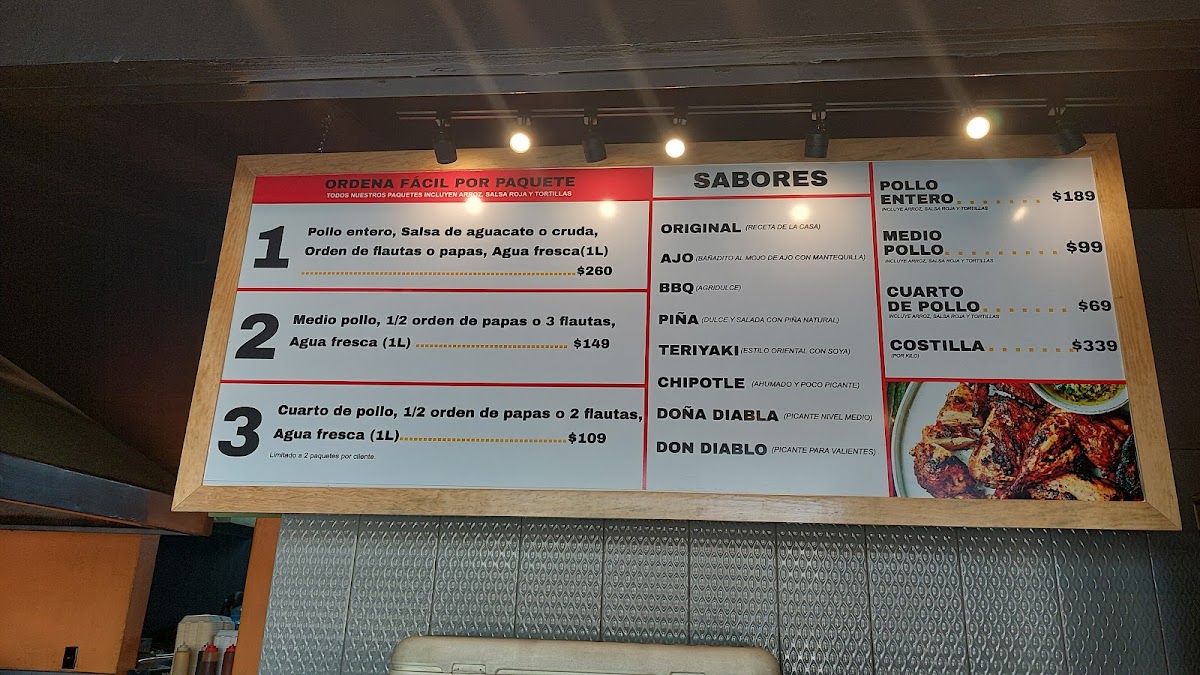 ORDENA FÁCIL POR PAQUETE
TODOS NUESTROS PAQUETES INCLUYEN ARROZ, SALSA ROJA Y TORTILLAS
1
Pollo entero, Salsa de aguacate o cruda,
Orden de flautas o papas, Agua fresca(1L)
$260
2
Medio pollo, 1/2 orden de papas o 3 flautas,
Agua fresca (1L) $149
3
Cuarto de pollo, 1/2 orden de papas o 2 flautas,
Agua fresca (1L) $109
Limitado a 2 paquetes por cliente.
SABORES
ORIGINAL (RECETA DE LA CASA)
AJO (BAÑADITO AL MOJO DE AJO CON MANTEQUILLA)
BBQ (AGRIDULCE)
PIÑA (DULCE Y SALADA CON PIÑA NATURAL)
TERIYAKI (ESTILO ORIENTAL CON SOYA)
CHIPOTLE (AHUMADO Y POCO PICANTE)
DOÑA DIABLA (PICANTE NIVEL MEDIO)
DON DIABLO (PICANTE PARA VALIENTES)
POLLO
ENTERO $189
INCLUYE ARROZ, SALSA ROJA Y TORTILLAS
MEDIO
POLLO $99
INCLUYE ARROZ, SALSA ROJA Y TORTILLAS
CUARTO
DE POLLO $69
INCLUYE ARROZ, SALSA ROJA Y TORTILLAS
COSTILLA $339
(POR KILO)